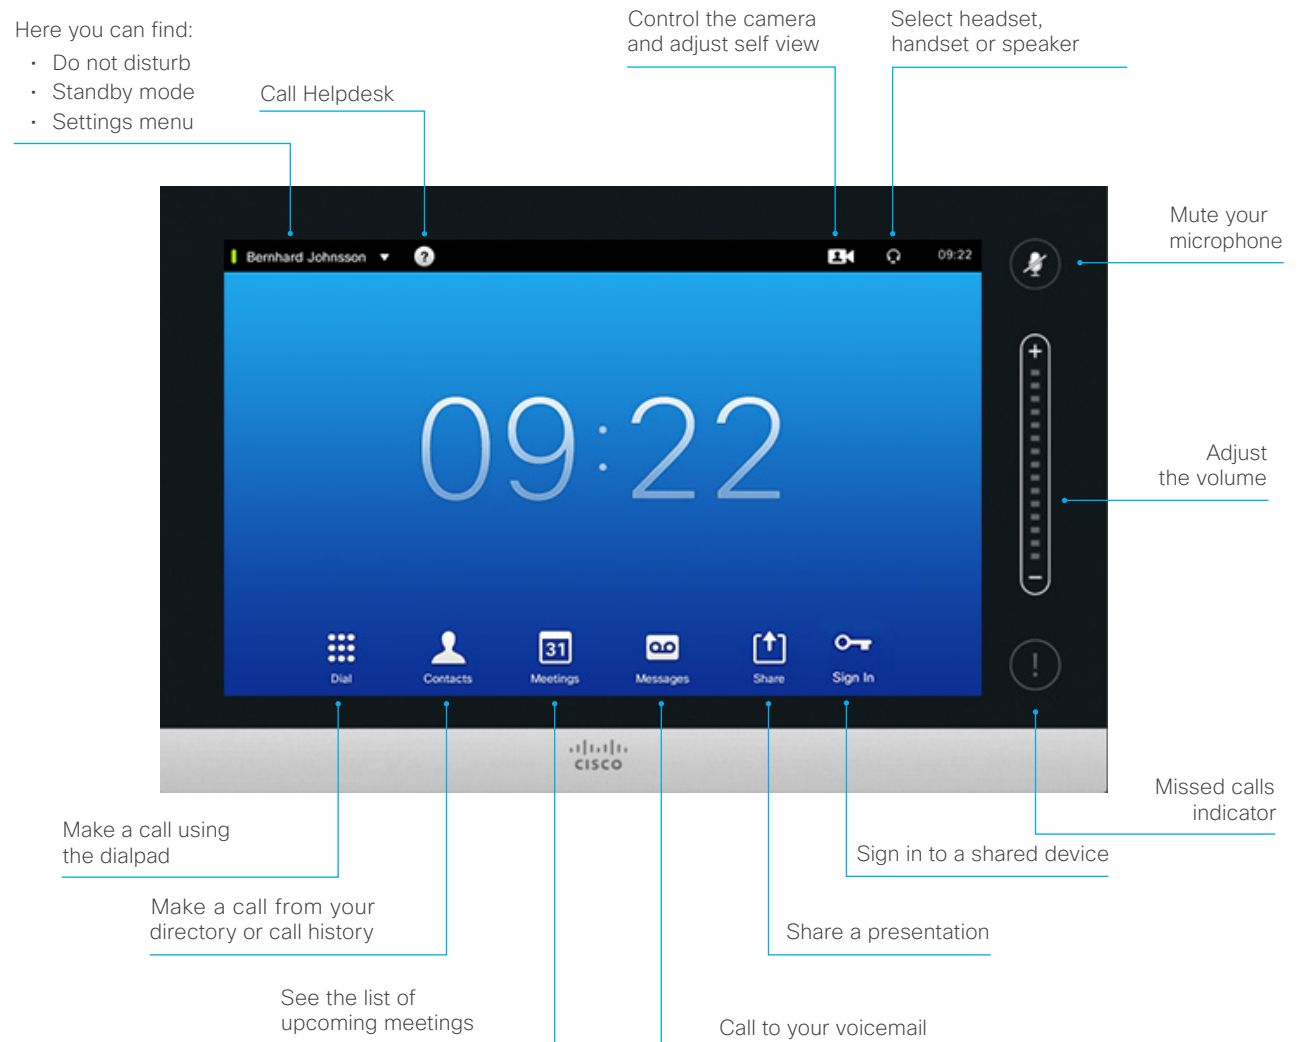 Here you can find:
· Do not disturb
· Standby mode
· Settings menu
Call Helpdesk
Control the camera
and adjust self view
Select headset,
handset or speaker
Mute your
microphone
Bernhard Johnsson
?
09:22
+
09:22
Adjust
the volume
–
31
Dial
Contacts
Meetings
Messages
Share
Sign In
!
CISCO
Missed calls
indicator
Make a call using
the dialpad
Sign in to a shared device
Make a call from your
directory or call history
Share a presentation
See the list of
upcoming meetings
Call to your voicemail